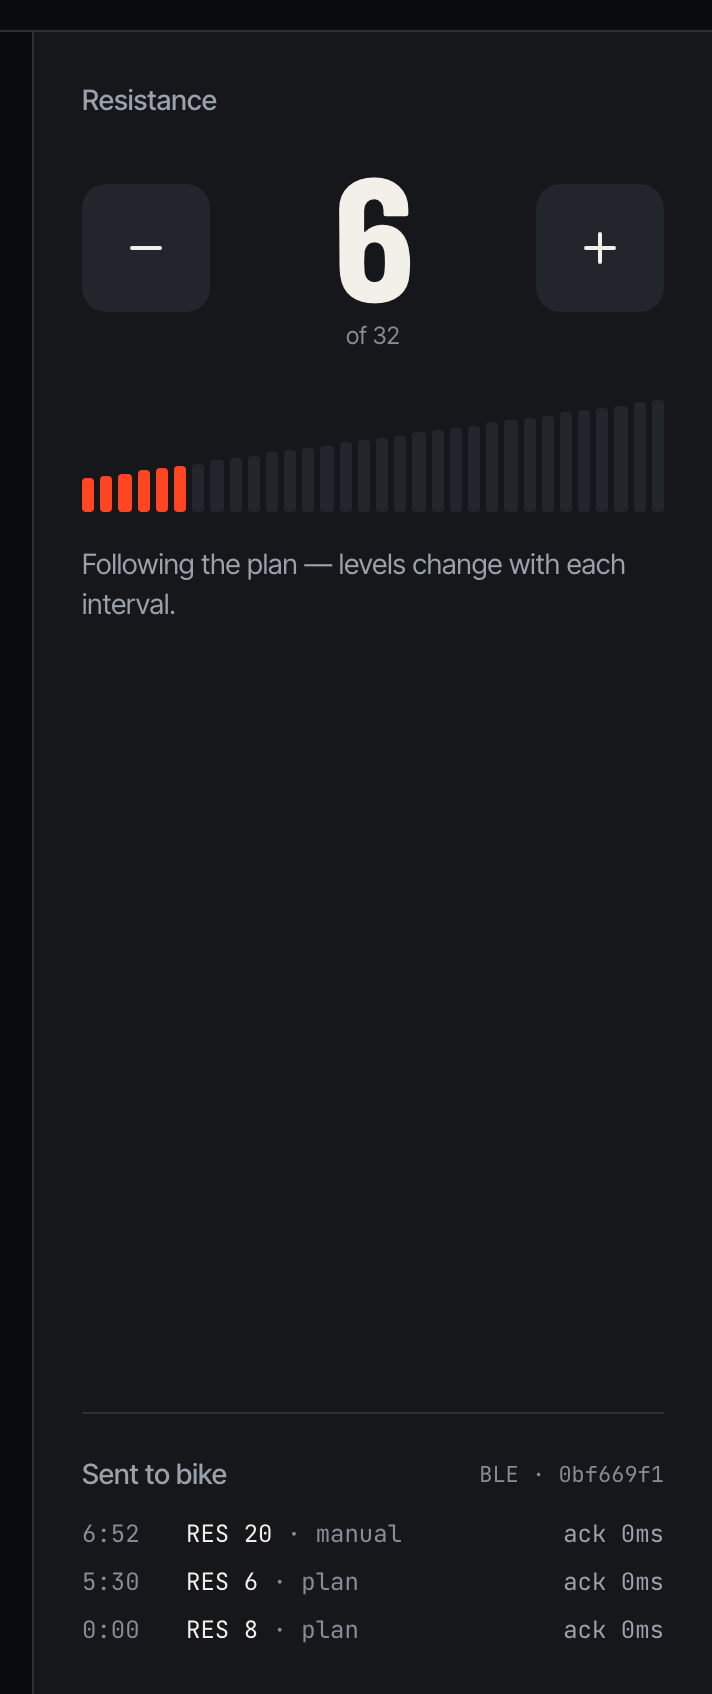 Resistance
6
of 32
Following the plan — levels change with each
interval.
Sent to bike BLE · 0bf669f1
6:52 RES 20 · manual ack 0ms
5:30 RES 6 · plan ack 0ms
0:00 RES 8 · plan ack 0ms